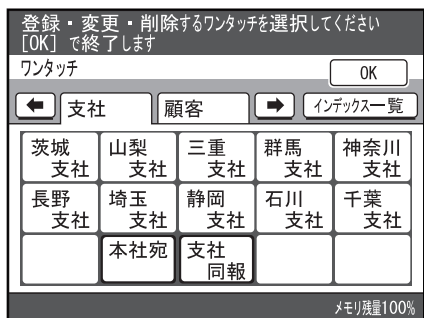 登録・変更・削除するワンタッチを選択してください
[OK] で終了します
ワンタッチ
OK
支社 顧客 インデックス一覧
茨城 山梨 三重 群馬 神奈川
支社 支社 支社 支社 支社
長野 埼玉 静岡 石川 千葉
支社 支社 支社 支社 支社
本社宛 支社
同報
メモリ残量100%